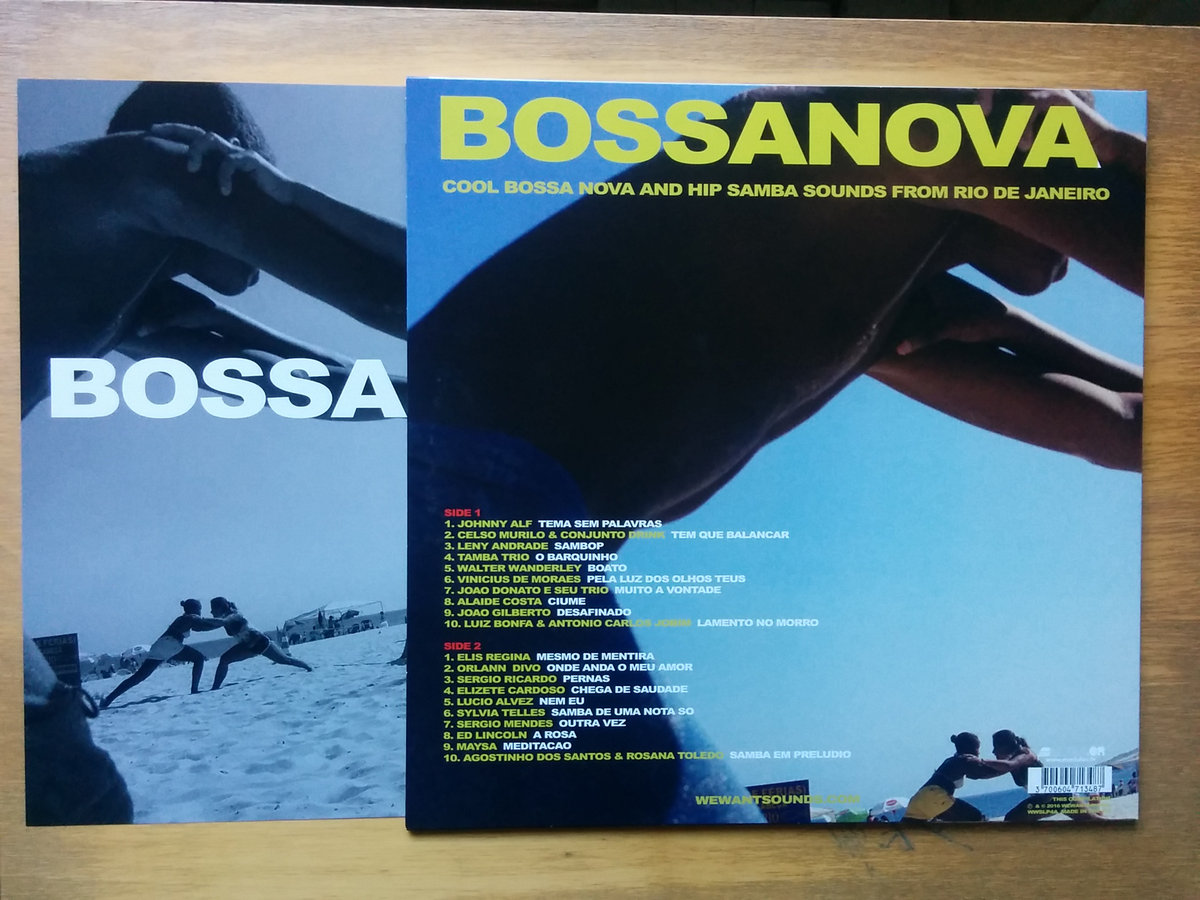 BOSSA
BOSSANOVA
COOL BOSSA NOVA AND HIP SAMBA SOUNDS FROM RIO DE JANEIRO
SIDE 1
1. JOHNNY ALF TEMA SEM PALAVRAS
2. CELSO MURILO & CONJUNTO DRINK TEM QUE BALANCAR
3. LENY ANDRADE SAMBOP
4. TAMBA TRIO O BARQUINHO
5. WALTER WANDERLEY BOATO
6. VINICIUS DE MORAES PELA LUZ DOS OLHOS TEUS
7. JOAO DONATO E SEU TRIO MUITO A VONTADE
8. ALAIDE COSTA CIUME
9. JOAO GILBERTO DESAFINADO
10. LUIZ BONFA & ANTONIO CARLOS JOBIM LAMENTO NO MORRO
SIDE 2
1. ELIS REGINA MESMO DE MENTIRA
2. ORLANN DIVO ONDE ANDA O MEU AMOR
3. SERGIO RICARDO PERNAS
4. ELIZETE CARDOSO CHEGA DE SAUDADE
5. LUCIO ALVEZ NEM EU
6. SYLVIA TELLES SAMBA DE UMA NOTA SO
7. SERGIO MENDES OUTRA VEZ
8. ED LINCOLN A ROSA
9. MAYSA MEDITACAO
10. AGOSTINHO DOS SANTOS & ROSANA TOLEDO SAMBA EM PRELUDIO
WEWANTSOUNDS.COM
3 700604 713487